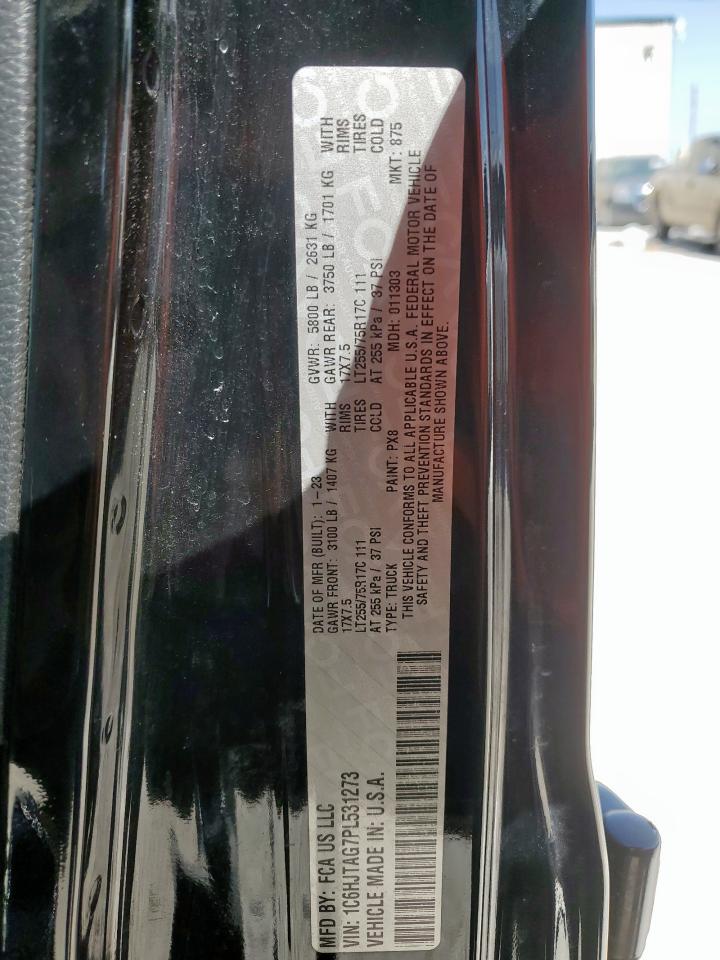 MFD BY: FCA US LLC
VIN: 1C6HJTAG7PL531273
VEHICLE MADE IN: U.S.A.
DATE OF MFR (BUILT): 1-23 GVWR: 5800 LB / 2631 KG
GAWR FRONT: 3100 LB / 1407 KG WITH GAWR REAR: 3750 LB / 1701 KG WITH
17X7.5 RIMS 17X7.5 RIMS
LT255/75R17C 111 TIRES LT255/75R17C 111 TIRES
AT 255 kPa / 37 PSI COLD AT 255 kPa / 37 PSI COLD
TYPE: TRUCK PAINT: PX8 MDH: 011303 MKT: 875
THIS VEHICLE CONFORMS TO ALL APPLICABLE U.S.A. FEDERAL MOTOR VEHICLE
SAFETY AND THEFT PREVENTION STANDARDS IN EFFECT ON THE DATE OF
MANUFACTURE SHOWN ABOVE.